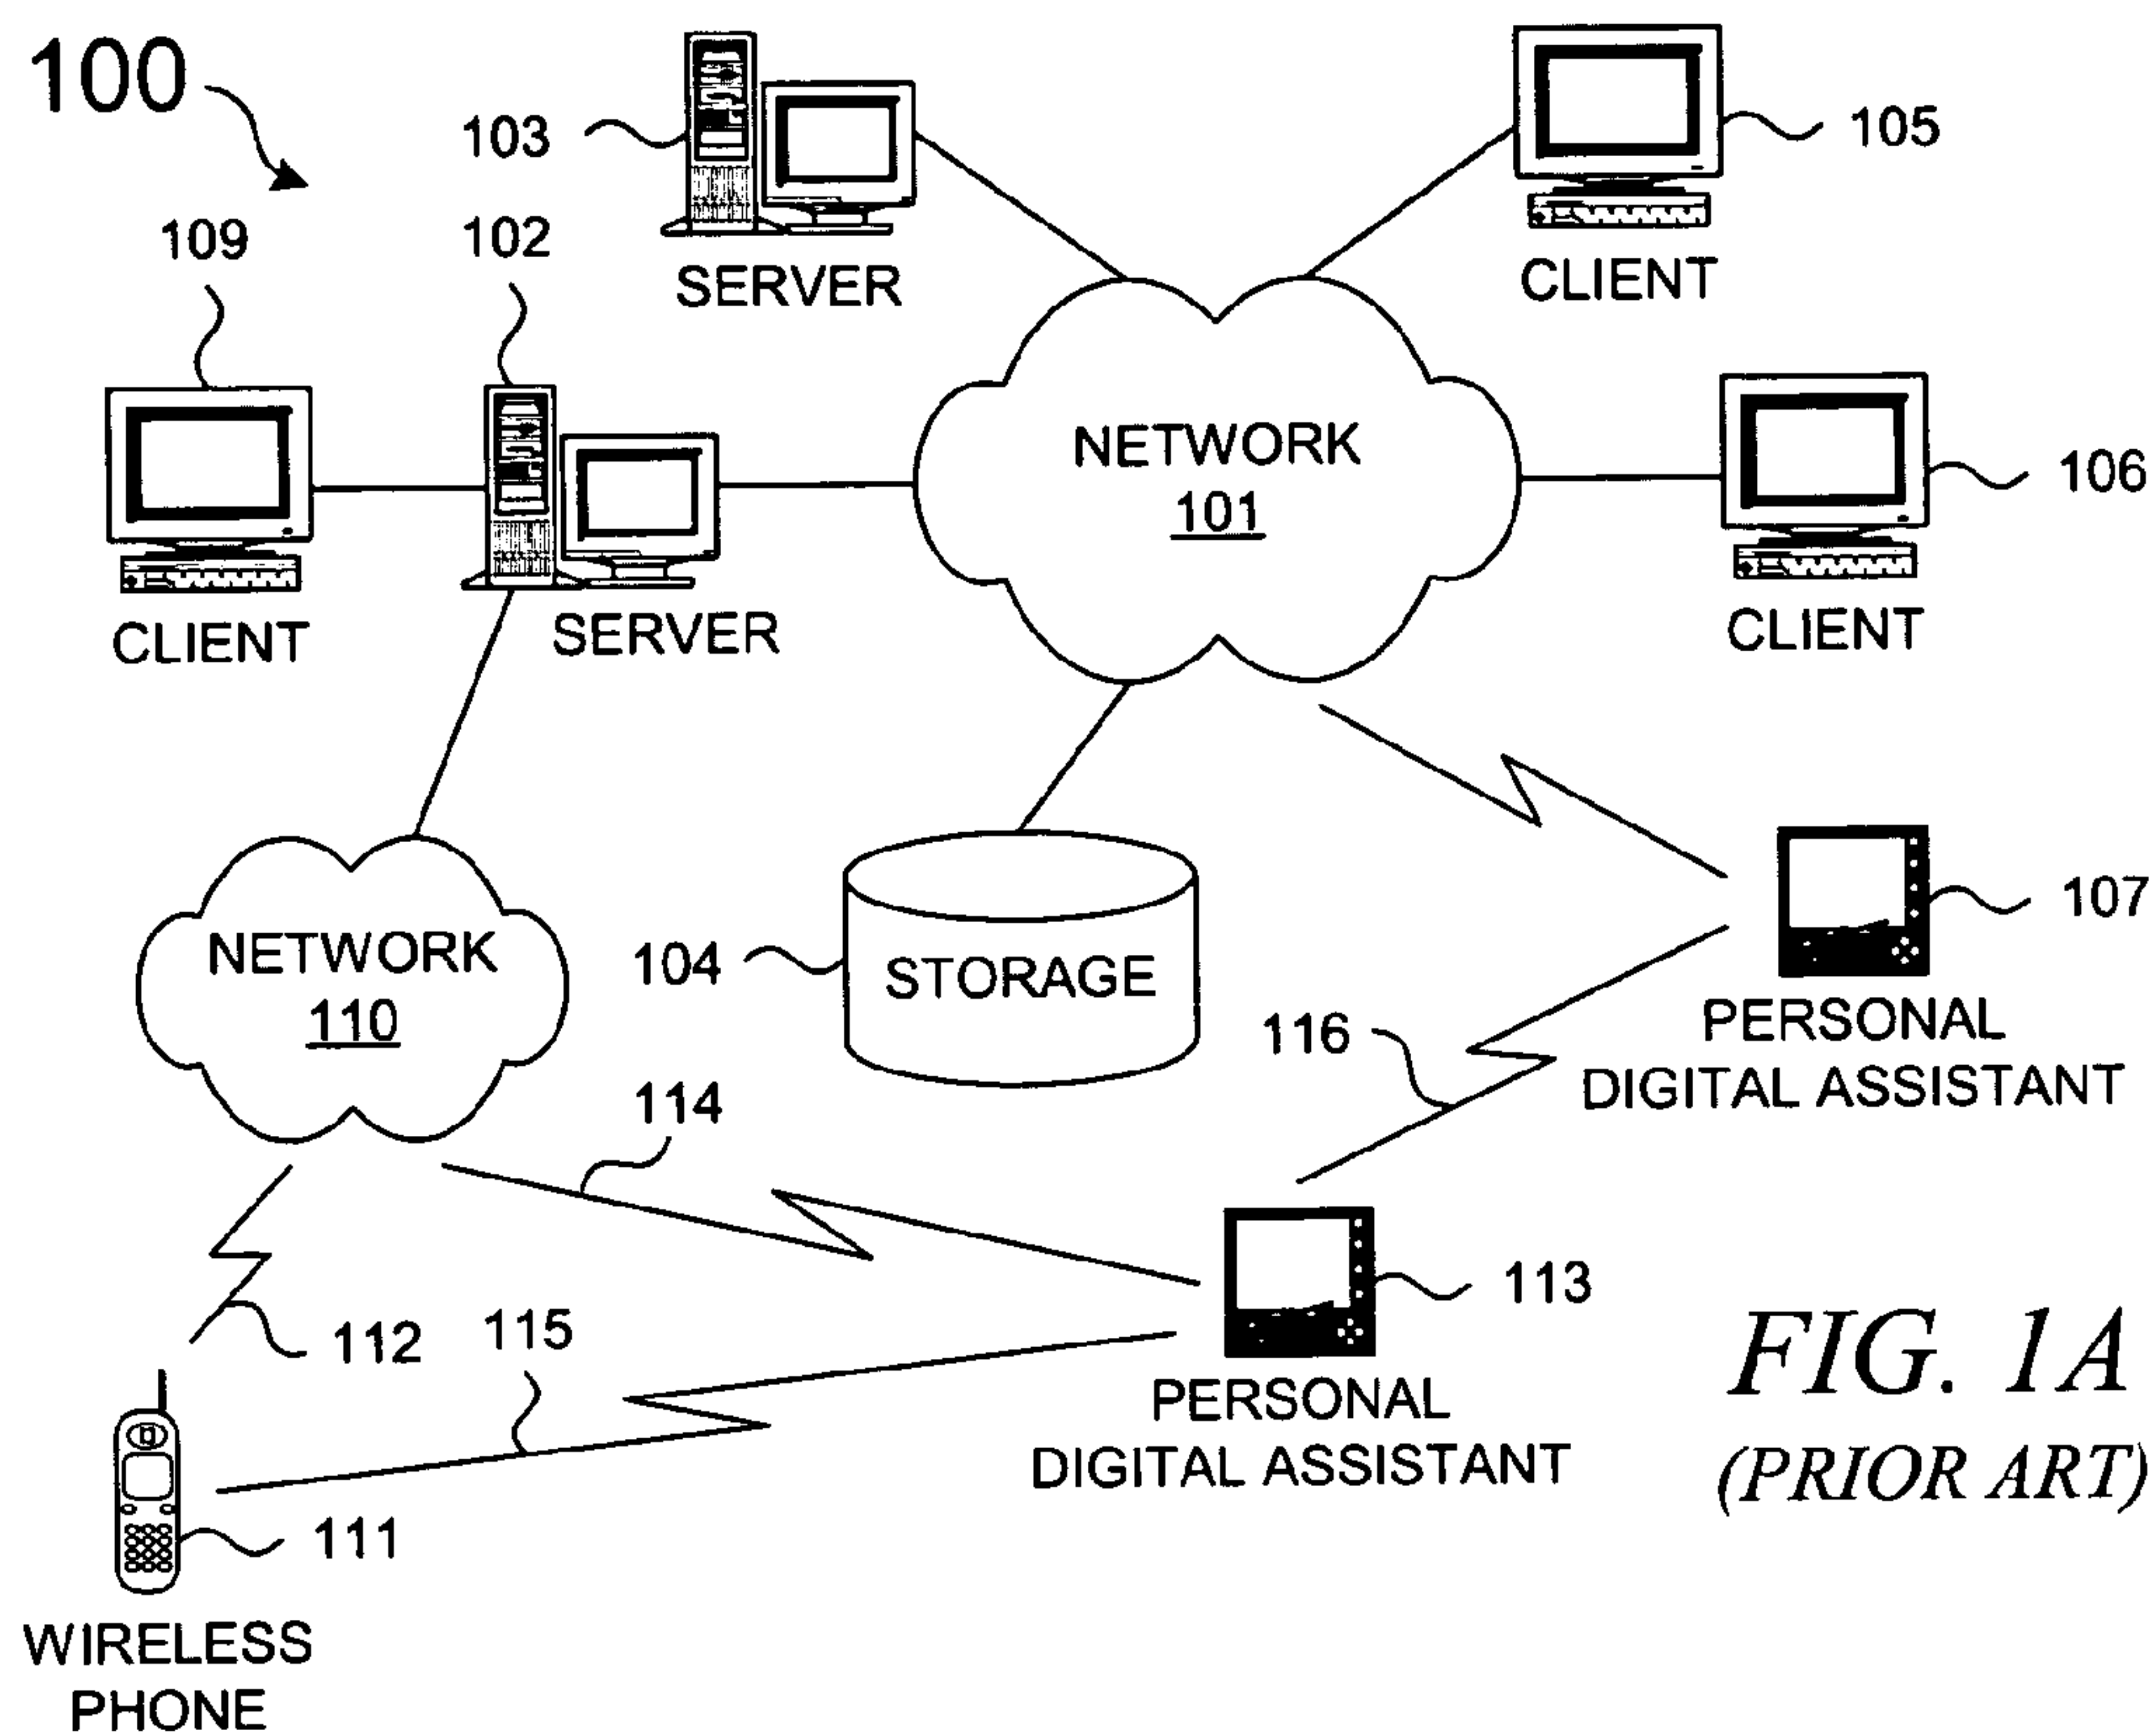 100
103
105
109
102
SERVER
CLIENT
NETWORK
101
106
CLIENT
SERVER
CLIENT
NETWORK
110
104
STORAGE
107
116
PERSONAL
DIGITAL ASSISTANT
114
113
112
115
PERSONAL
DIGITAL ASSISTANT
FIG. 1A
(PRIOR ART)
111
WIRELESS
PHONE